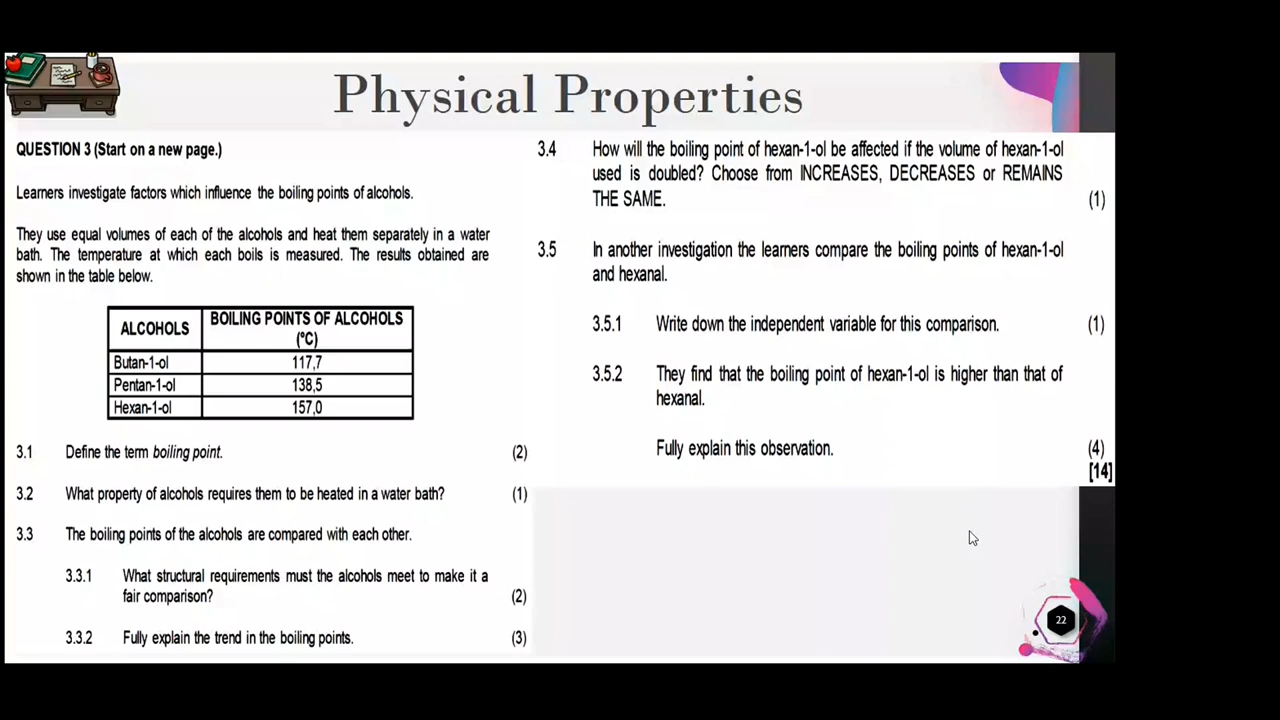 Physical Properties
QUESTION 3 (Start on a new page.)
Learners investigate factors which influence the boiling points of alcohols.
They use equal volumes of each of the alcohols and heat them separately in a water
bath. The temperature at which each boils is measured. The results obtained are
shown in the table below.
ALCOHOLS BOILING POINTS OF ALCOHOLS
(°C)
Butan-1-ol 117,7
Pentan-1-ol 138,5
Hexan-1-ol 157,0
3.1 Define the term boiling point. (2)
3.2 What property of alcohols requires them to be heated in a water bath? (1)
3.3 The boiling points of the alcohols are compared with each other.
3.3.1 What structural requirements must the alcohols meet to make it a
fair comparison? (2)
3.3.2 Fully explain the trend in the boiling points. (3)
3.4 How will the boiling point of hexan-1-ol be affected if the volume of hexan-1-ol
used is doubled? Choose from INCREASES, DECREASES or REMAINS
THE SAME. (1)
3.5 In another investigation the learners compare the boiling points of hexan-1-ol
and hexanal.
3.5.1 Write down the independent variable for this comparison. (1)
3.5.2 They find that the boiling point of hexan-1-ol is higher than that of
hexanal.
Fully explain this observation. (4)
[14]
22